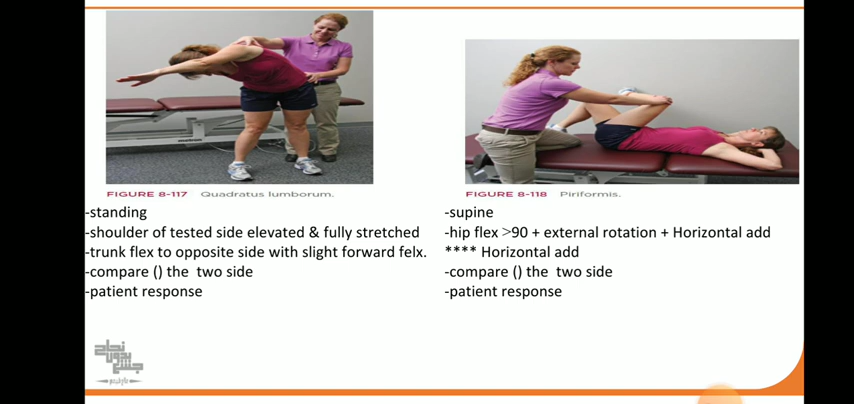 FIGURE 8-117 Quadratus lumborum.
-standing
-shoulder of tested side elevated & fully stretched
-trunk flex to opposite side with slight forward felx.
-compare () the two side
-patient response
FIGURE 8-118 Piriformis.
-supine
-hip flex >90 + external rotation + Horizontal add
**** Horizontal add
-compare () the two side
-patient response
نجاح
بدون